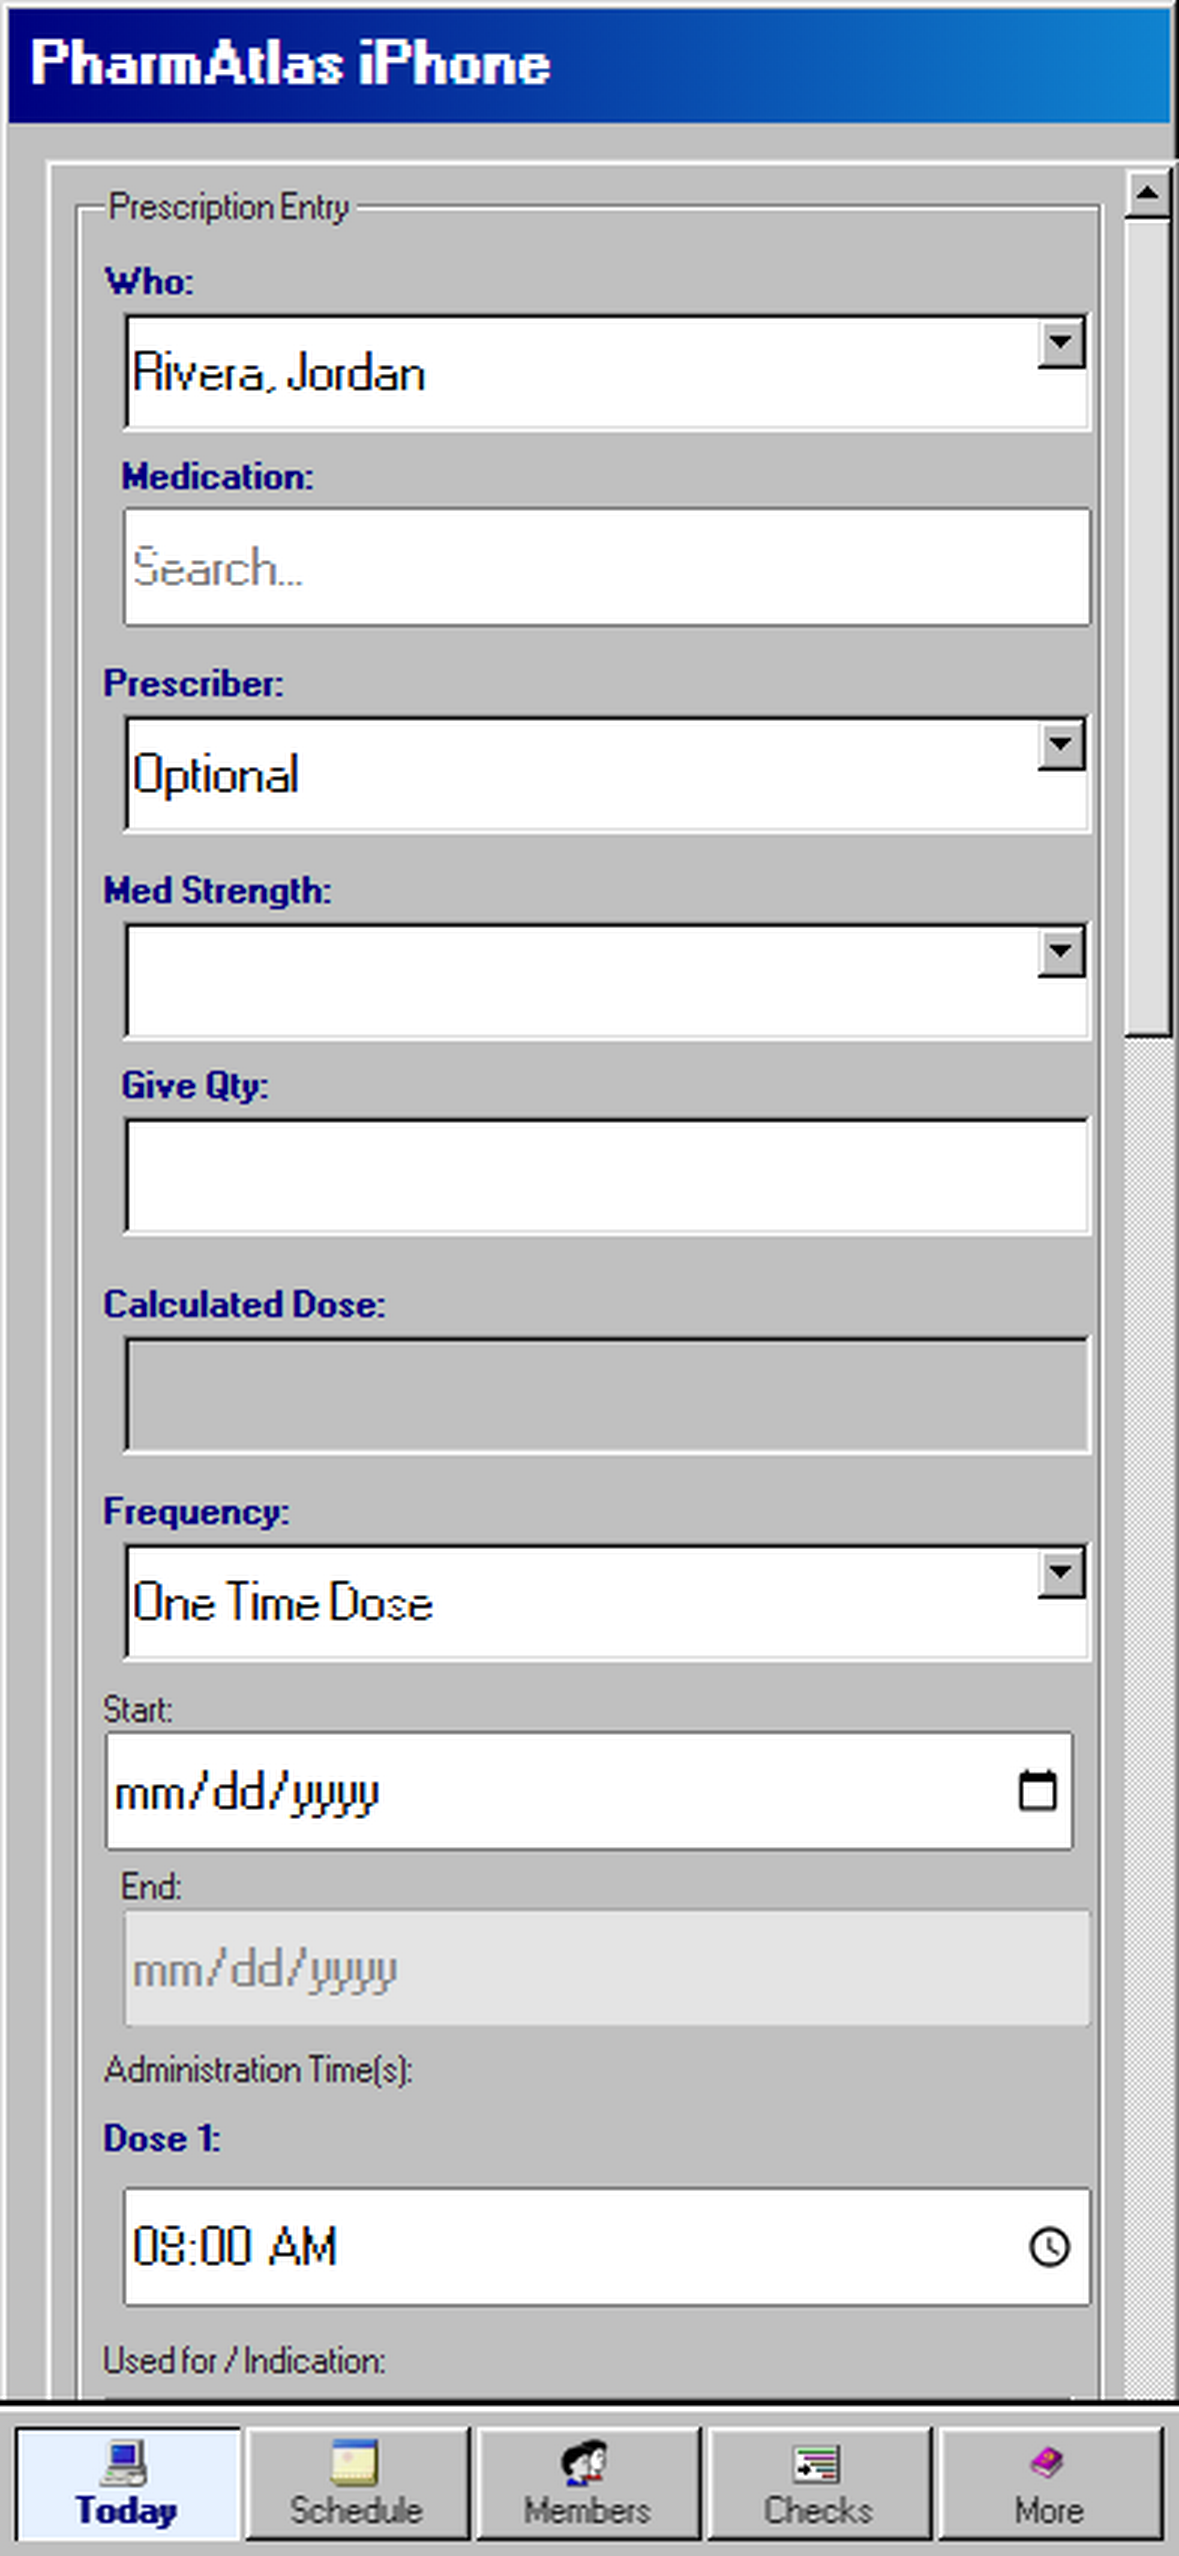 PharmAtlas iPhone
Prescription Entry
Who:
Rivera, Jordan
Medication:
Search...
Prescriber:
Optional
Med Strength:
Give Qty:
Calculated Dose:
Frequency:
One Time Dose
Start:
mm/dd/yyyy
End:
mm/dd/yyyy
Administration Time(s):
Dose 1:
08:00 AM
Used for / Indication:
Today Schedule Members Checks More